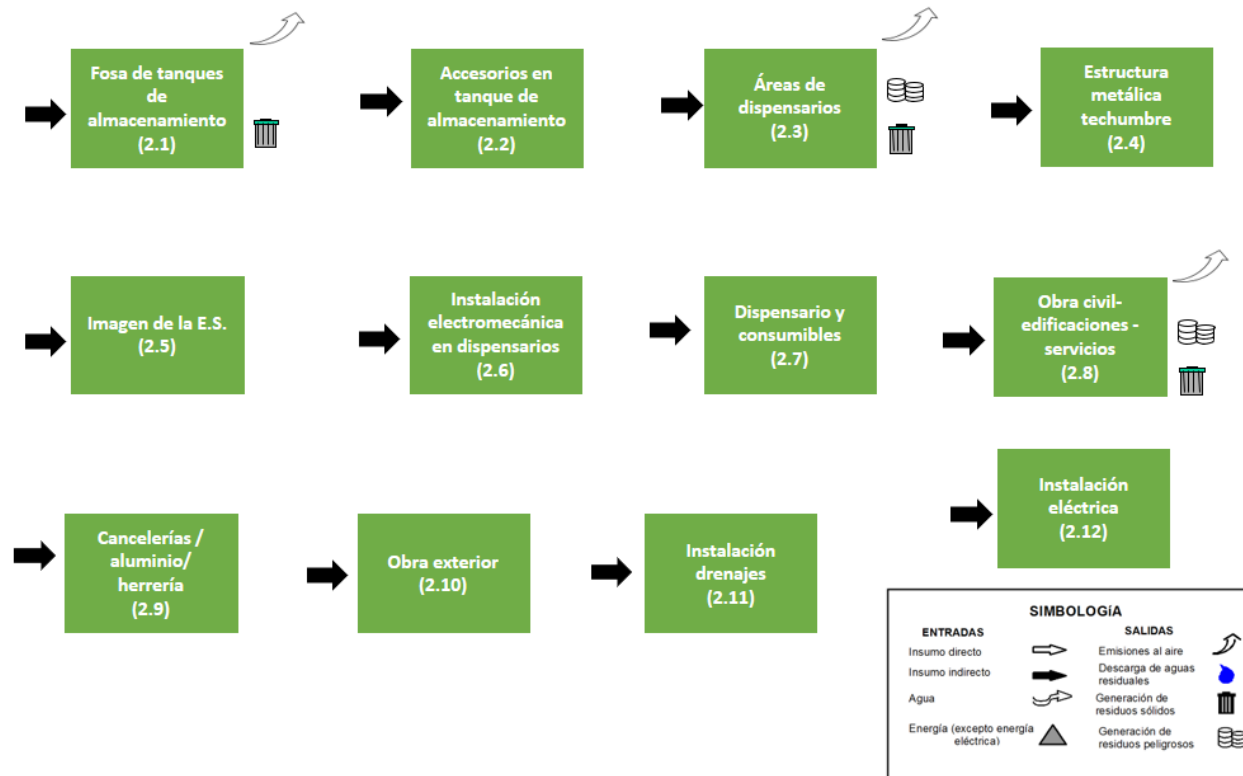 Fosa de tanques
de
almacenamiento
(2.1)
Accesorios en
tanque de
almacenamiento
(2.2)
Áreas de
dispensarios
(2.3)
Estructura
metálica
techumbre
(2.4)
Imagen de la E.S.
(2.5)
Instalación
electromecánica
en dispensarios
(2.6)
Dispensario y
consumibles
(2.7)
Obra civil-
edificaciones -
servicios
(2.8)
Cancelerías /
aluminio/
herrería
(2.9)
Obra exterior
(2.10)
Instalación
drenajes
(2.11)
Instalación
eléctrica
(2.12)
SIMBOLOGíA
ENTRADAS
Insumo directo
Insumo indirecto
Agua
Energía (excepto energía
eléctrica)
SALIDAS
Emisiones al aire
Descarga de aguas
residuales
Generación de
residuos sólidos
Generación de
residuos peligrosos